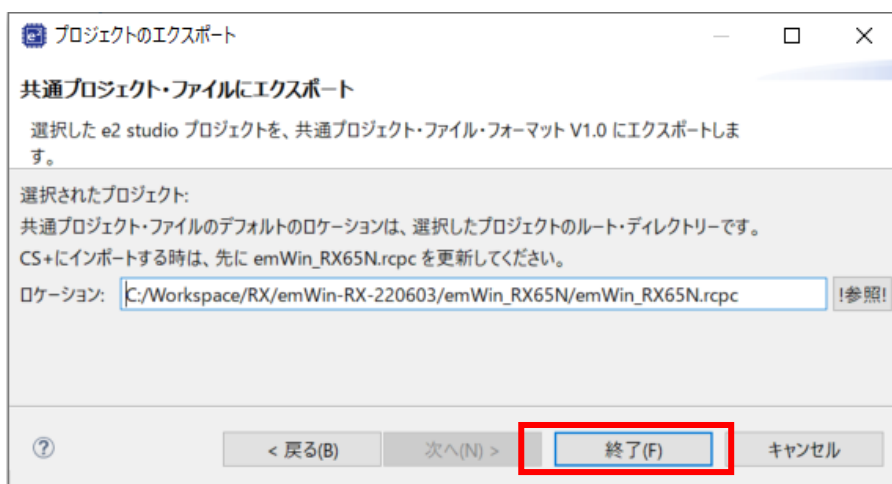 プロジェクトのエクスポート
共通プロジェクト・ファイルにエクスポート
選択した e2 studio プロジェクトを、共通プロジェクト・ファイル・フォーマット V1.0 にエクスポートしま
す。
選択されたプロジェクト:
共通プロジェクト・ファイルのデフォルトのロケーションは、選択したプロジェクトのルート・ディレクトリーです。
CS+にインポートする時は、先に emWin_RX65N.rcpc を更新してください。
ロケーション: C:/Workspace/RX/emWin-RX-220603/emWin_RX65N/emWin_RX65N.rcpc !参照!
? < 戻る(B) 次へ(N) > 終了(F) キャンセル